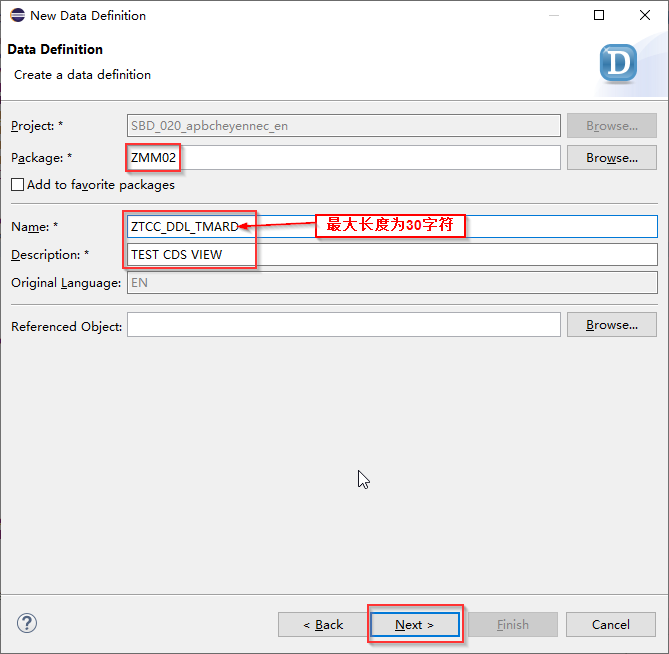 New Data Definition
Data Definition
Create a data definition
D
Project: * SBD_020_apbcheyennec_en Browse...
Package: * ZMM02 Browse...
Add to favorite packages
Name: * ZTCC_DDL_TMARD 最大长度为30字符
Description: * TEST CDS VIEW
Original Language: EN
Referenced Object: Browse...
? < Back Next > Finish Cancel